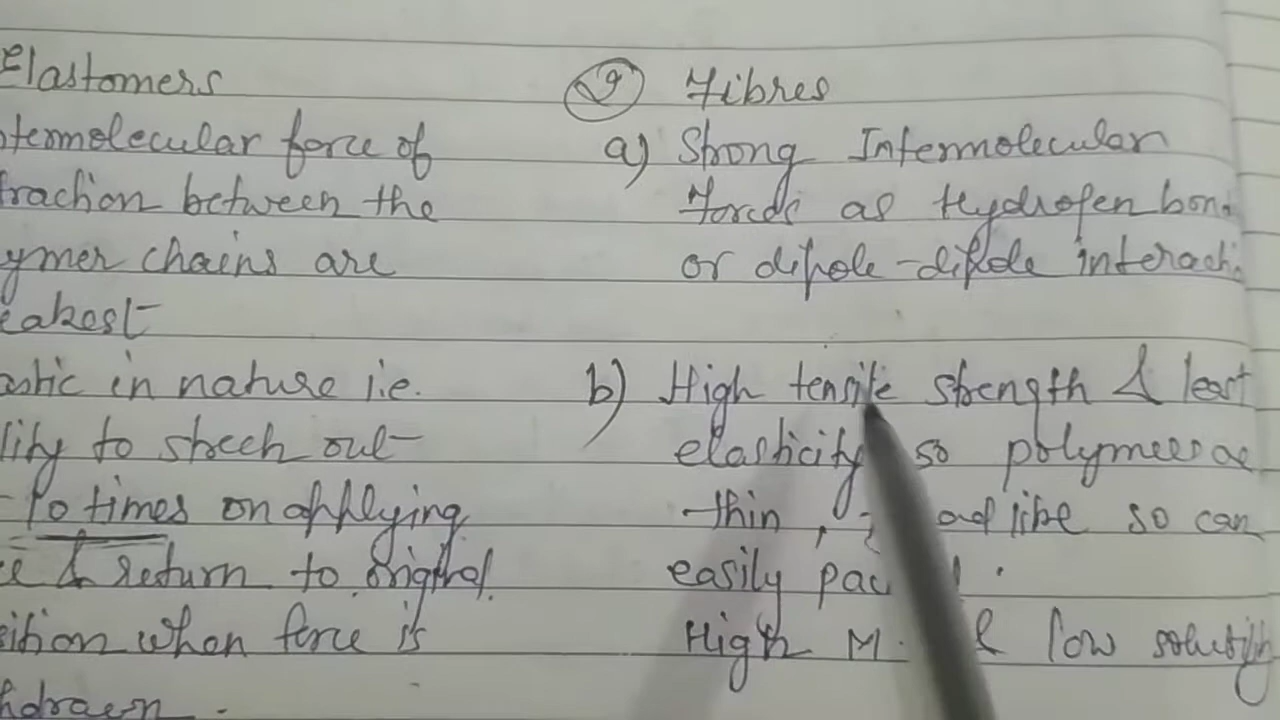 Elastomers
termolecular force of
fraction between the
ymer chains are
eakest
astic in nature i.e.
lity to strech out
10 times on applying
e & return to original
sition when force is
hdrawn.
9 Fibres
a) Strong Intermolecular
Forces as Hydrogen bon
or dipole-dipole interacti
b) High tensile strength & least
elasticity so polymers are
thin , like so can
easily pac
High M. & low solubility